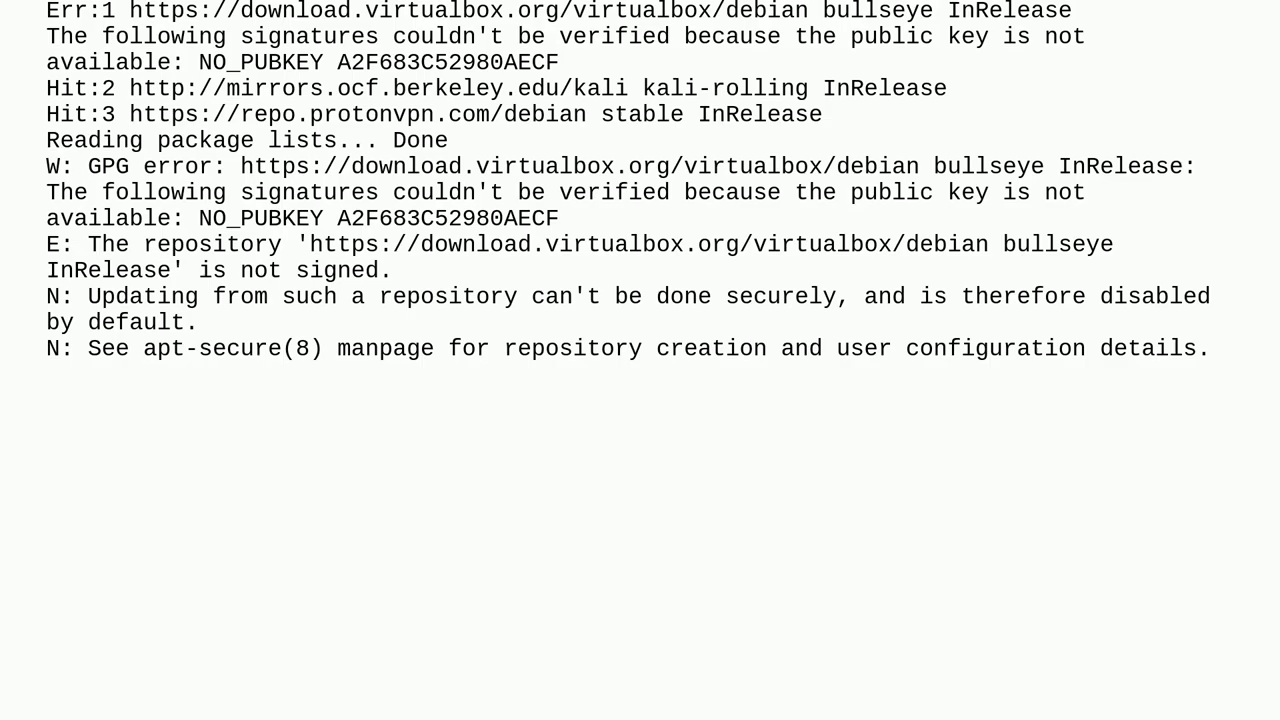 Err:1 https://download.virtualbox.org/virtualbox/debian bullseye InRelease
The following signatures couldn't be verified because the public key is not
available: NO_PUBKEY A2F683C52980AECF
Hit:2 http://mirrors.ocf.berkeley.edu/kali kali-rolling InRelease
Hit:3 https://repo.protonvpn.com/debian stable InRelease
Reading package lists... Done
W: GPG error: https://download.virtualbox.org/virtualbox/debian bullseye InRelease:
The following signatures couldn't be verified because the public key is not
available: NO_PUBKEY A2F683C52980AECF
E: The repository 'https://download.virtualbox.org/virtualbox/debian bullseye
InRelease' is not signed.
N: Updating from such a repository can't be done securely, and is therefore disabled
by default.
N: See apt-secure(8) manpage for repository creation and user configuration details.